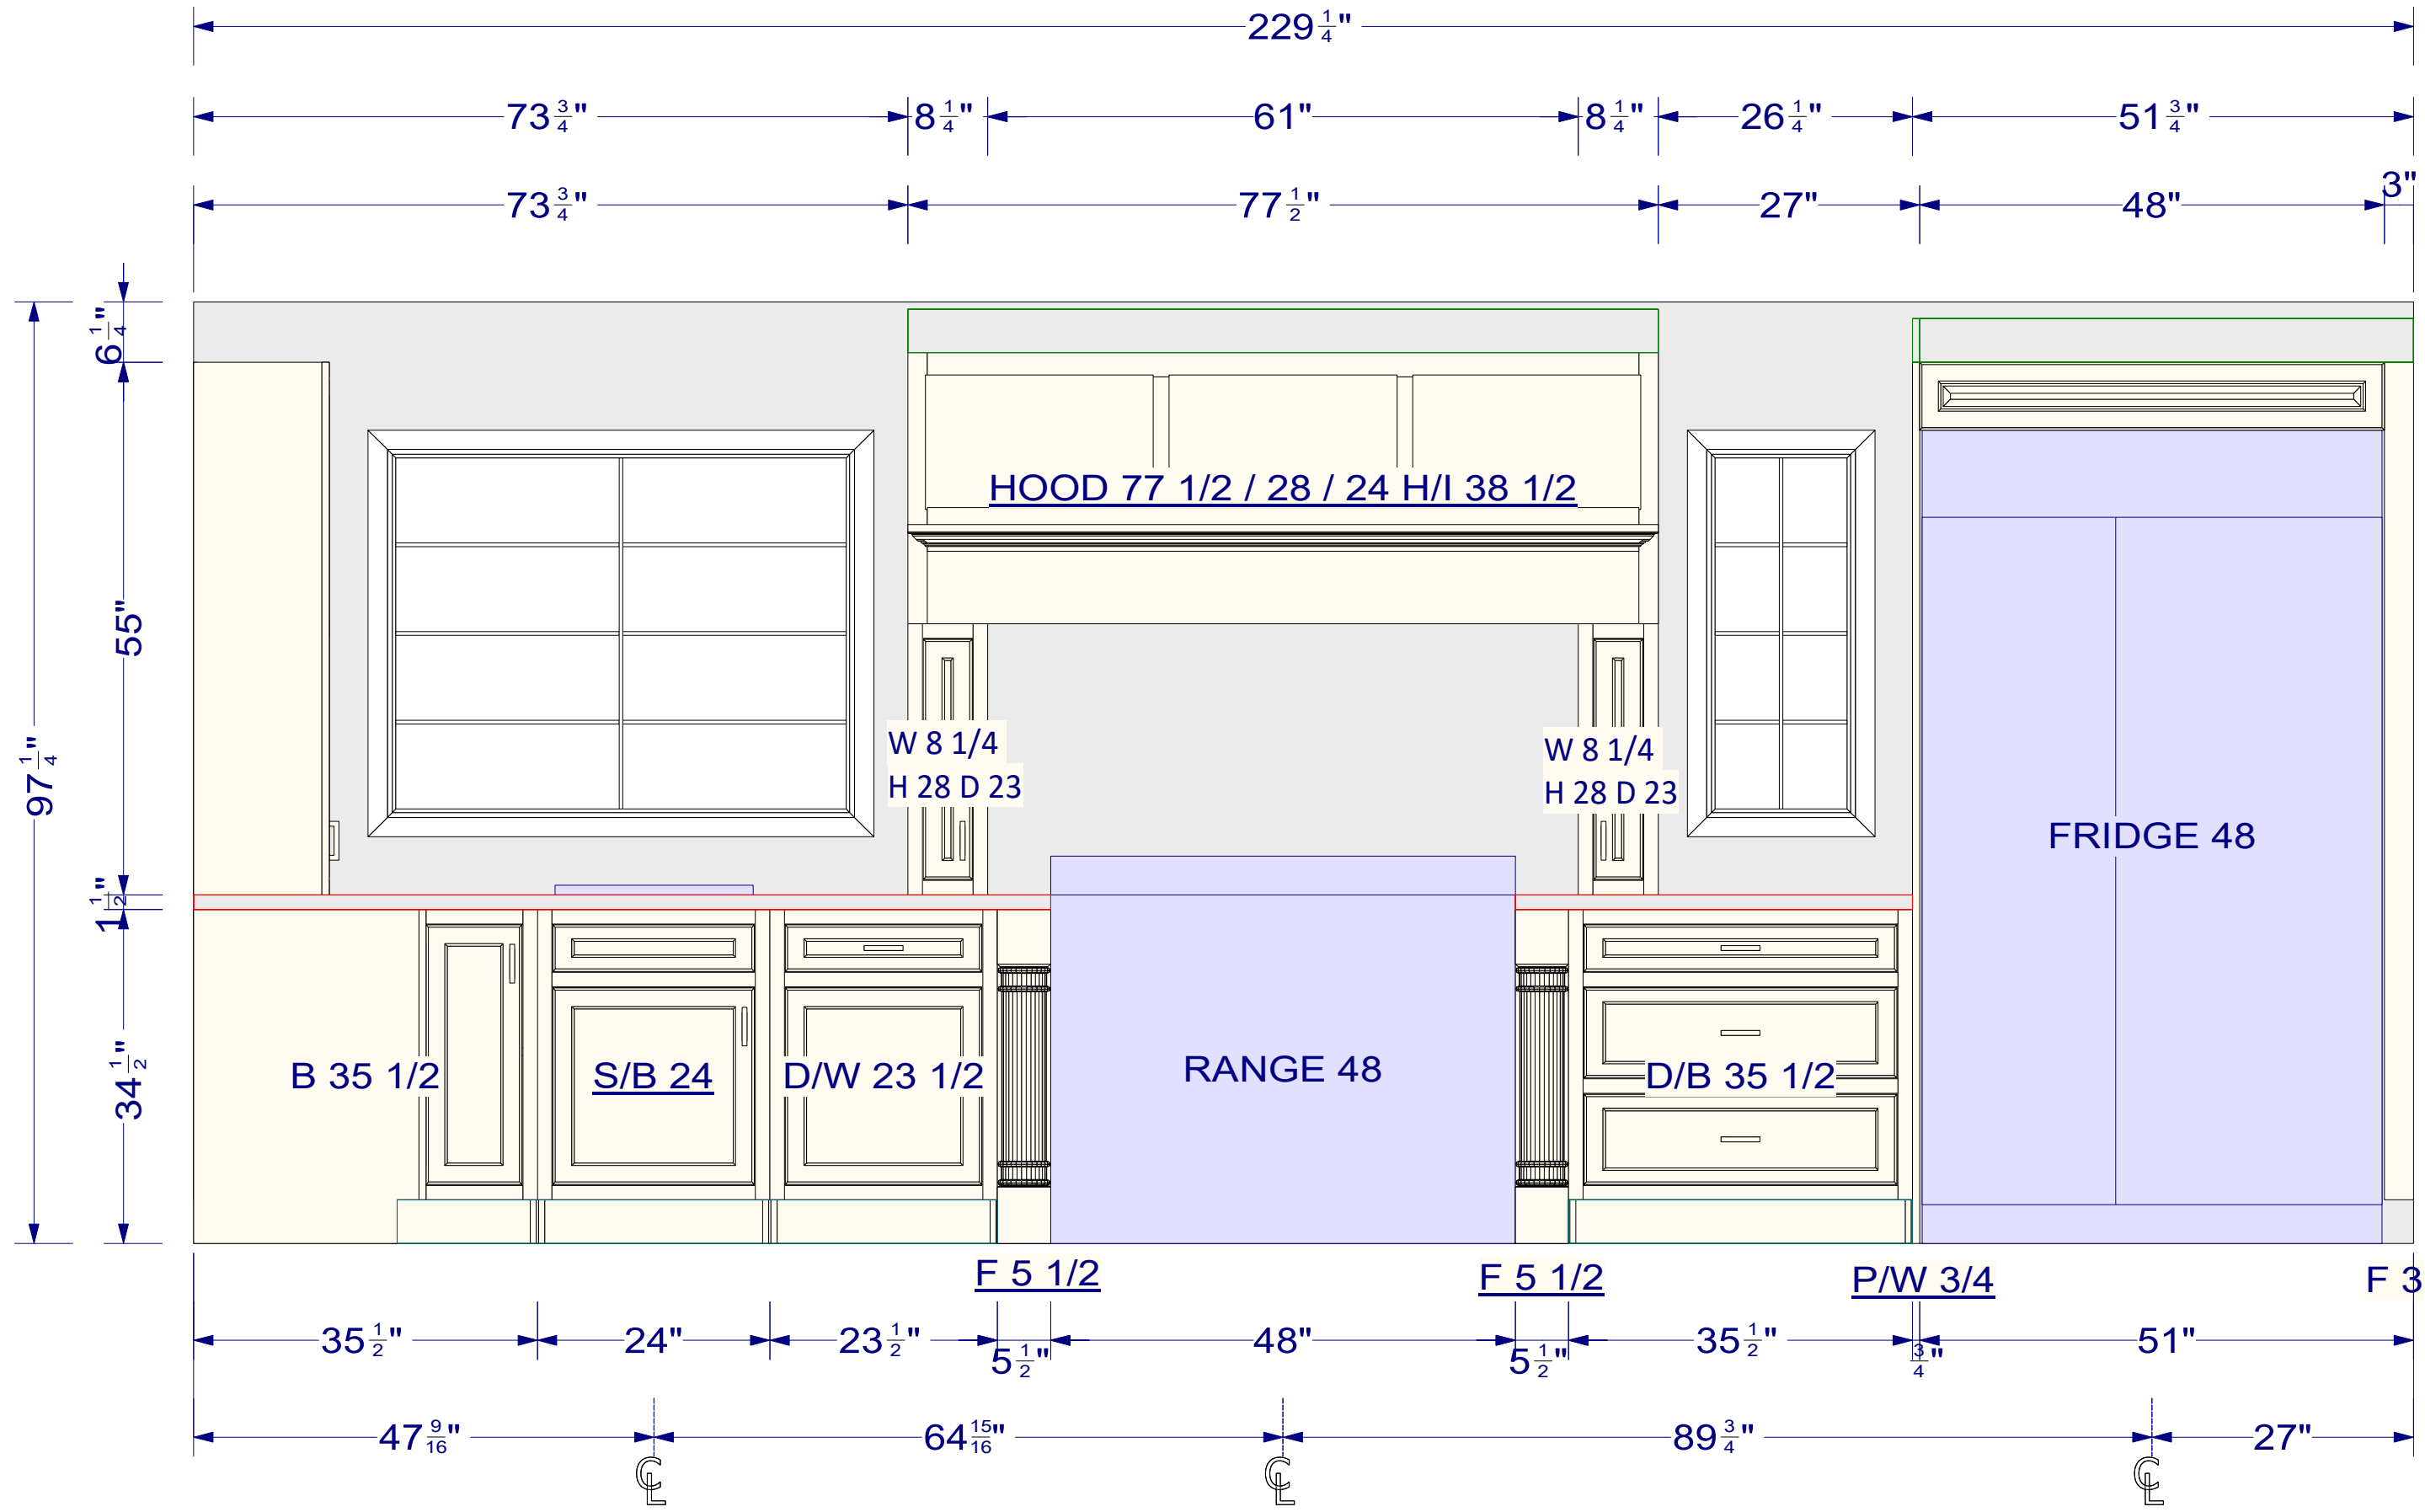 229 1/4"
73 3/4" 8 1/4" 61" 8 1/4" 26 1/4" 51 3/4"
73 3/4" 77 1/2" 27" 48" 3"
6 1/4"
55"
97 1/4"
1 1/2"
34 1/2"
HOOD 77 1/2 / 28 / 24 H/I 38 1/2
W 8 1/4
H 28 D 23
W 8 1/4
H 28 D 23
FRIDGE 48
B 35 1/2
S/B 24
D/W 23 1/2
RANGE 48
D/B 35 1/2
F 5 1/2
F 5 1/2
P/W 3/4
F 3
35 1/2" 24" 23 1/2" 5 1/2" 48" 5 1/2" 35 1/2" 3/4" 51"
47 9/16" 64 15/16" 89 3/4" 27"
CL CL CL